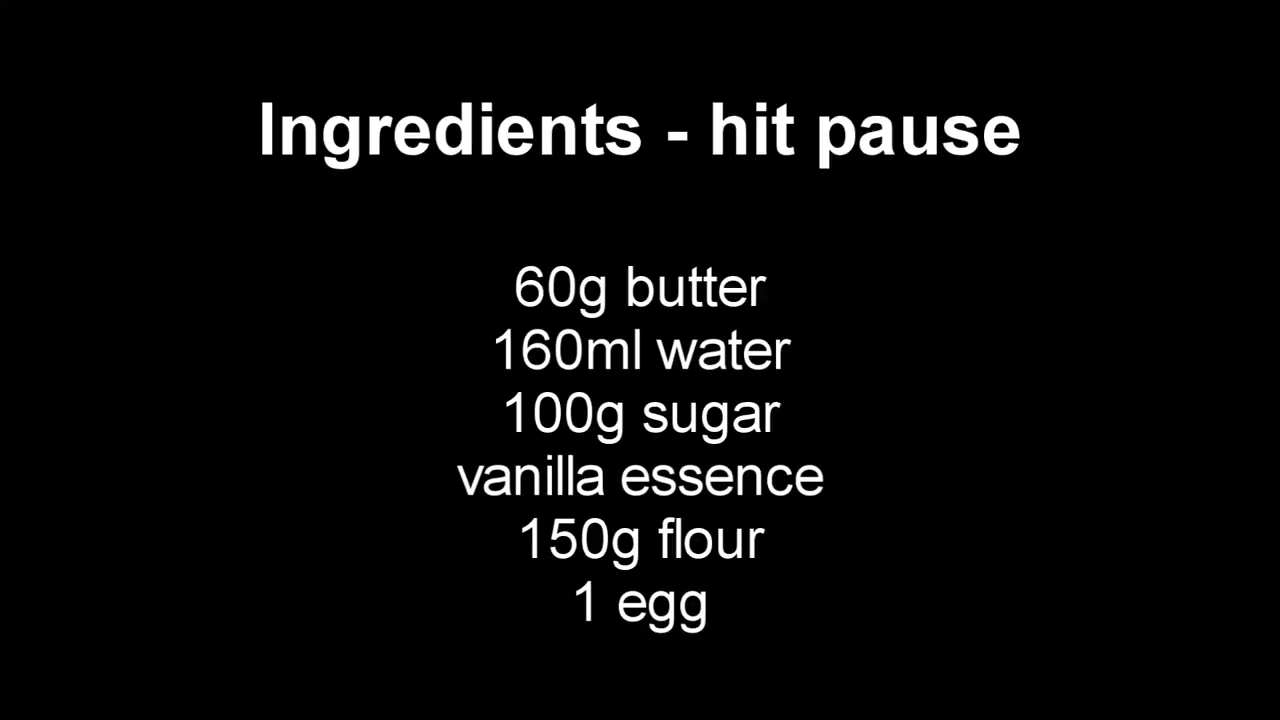 Ingredients - hit pause
60g butter
160ml water
100g sugar
vanilla essence
150g flour
1 egg